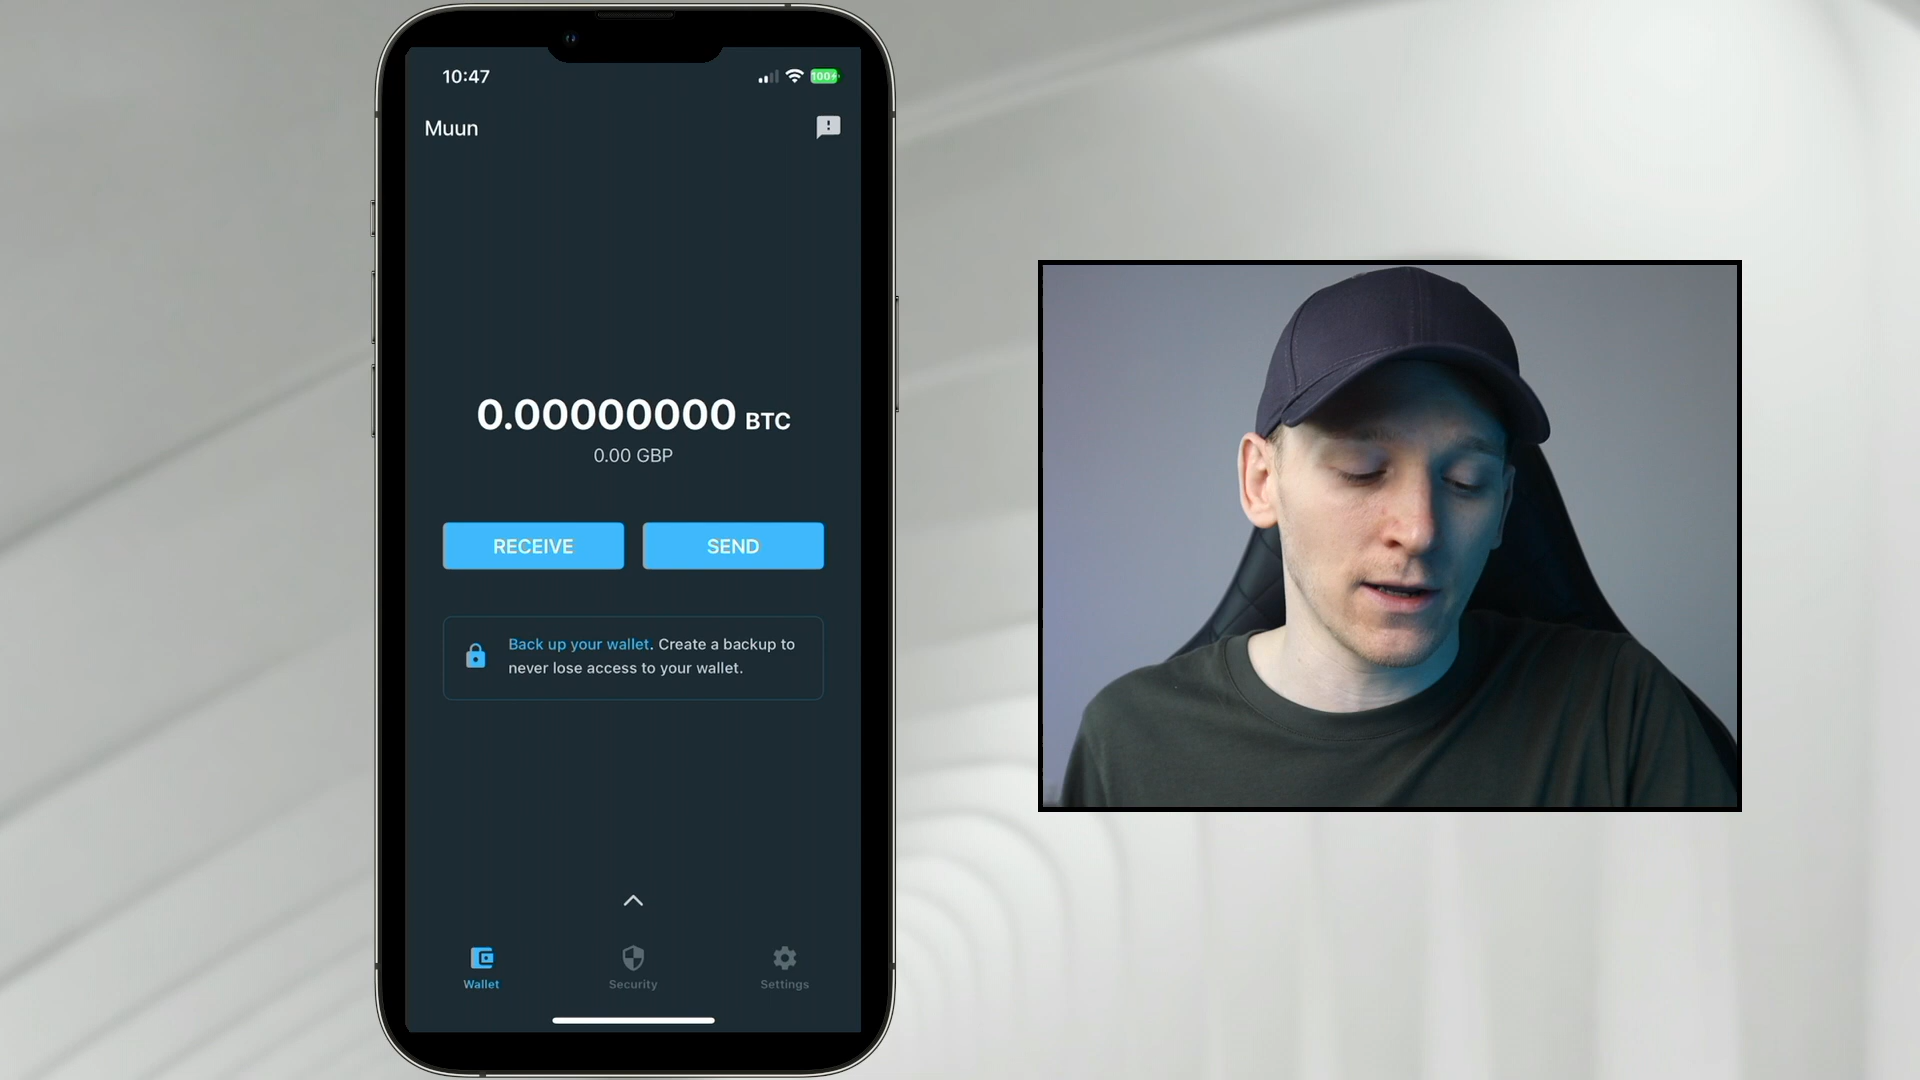 10:47
100
Muun
0.00000000 BTC
0.00 GBP
RECEIVE
SEND
Back up your wallet. Create a backup to
never lose access to your wallet.
Wallet
Security
Settings